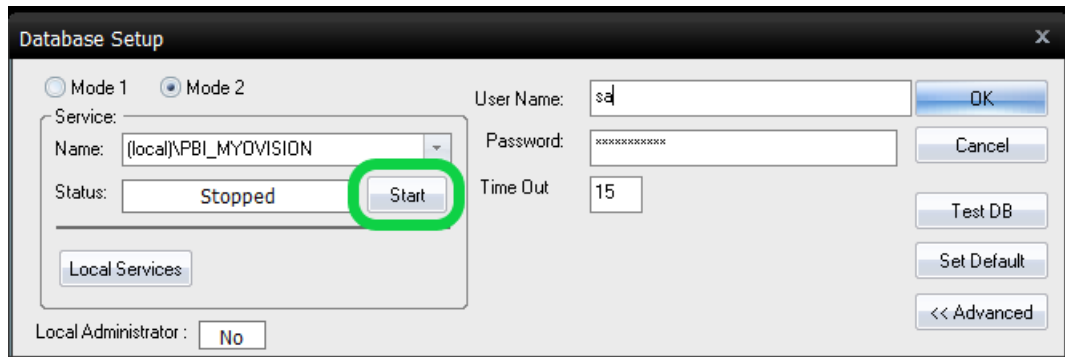 Database Setup x
Mode 1 Mode 2
Service:
Name: (local)\PBI_MYOVISION
Status: Stopped Start
Local Services
Local Administrator : No
User Name: sa
Password: ***********
Time Out 15
OK
Cancel
Test DB
Set Default
<< Advanced